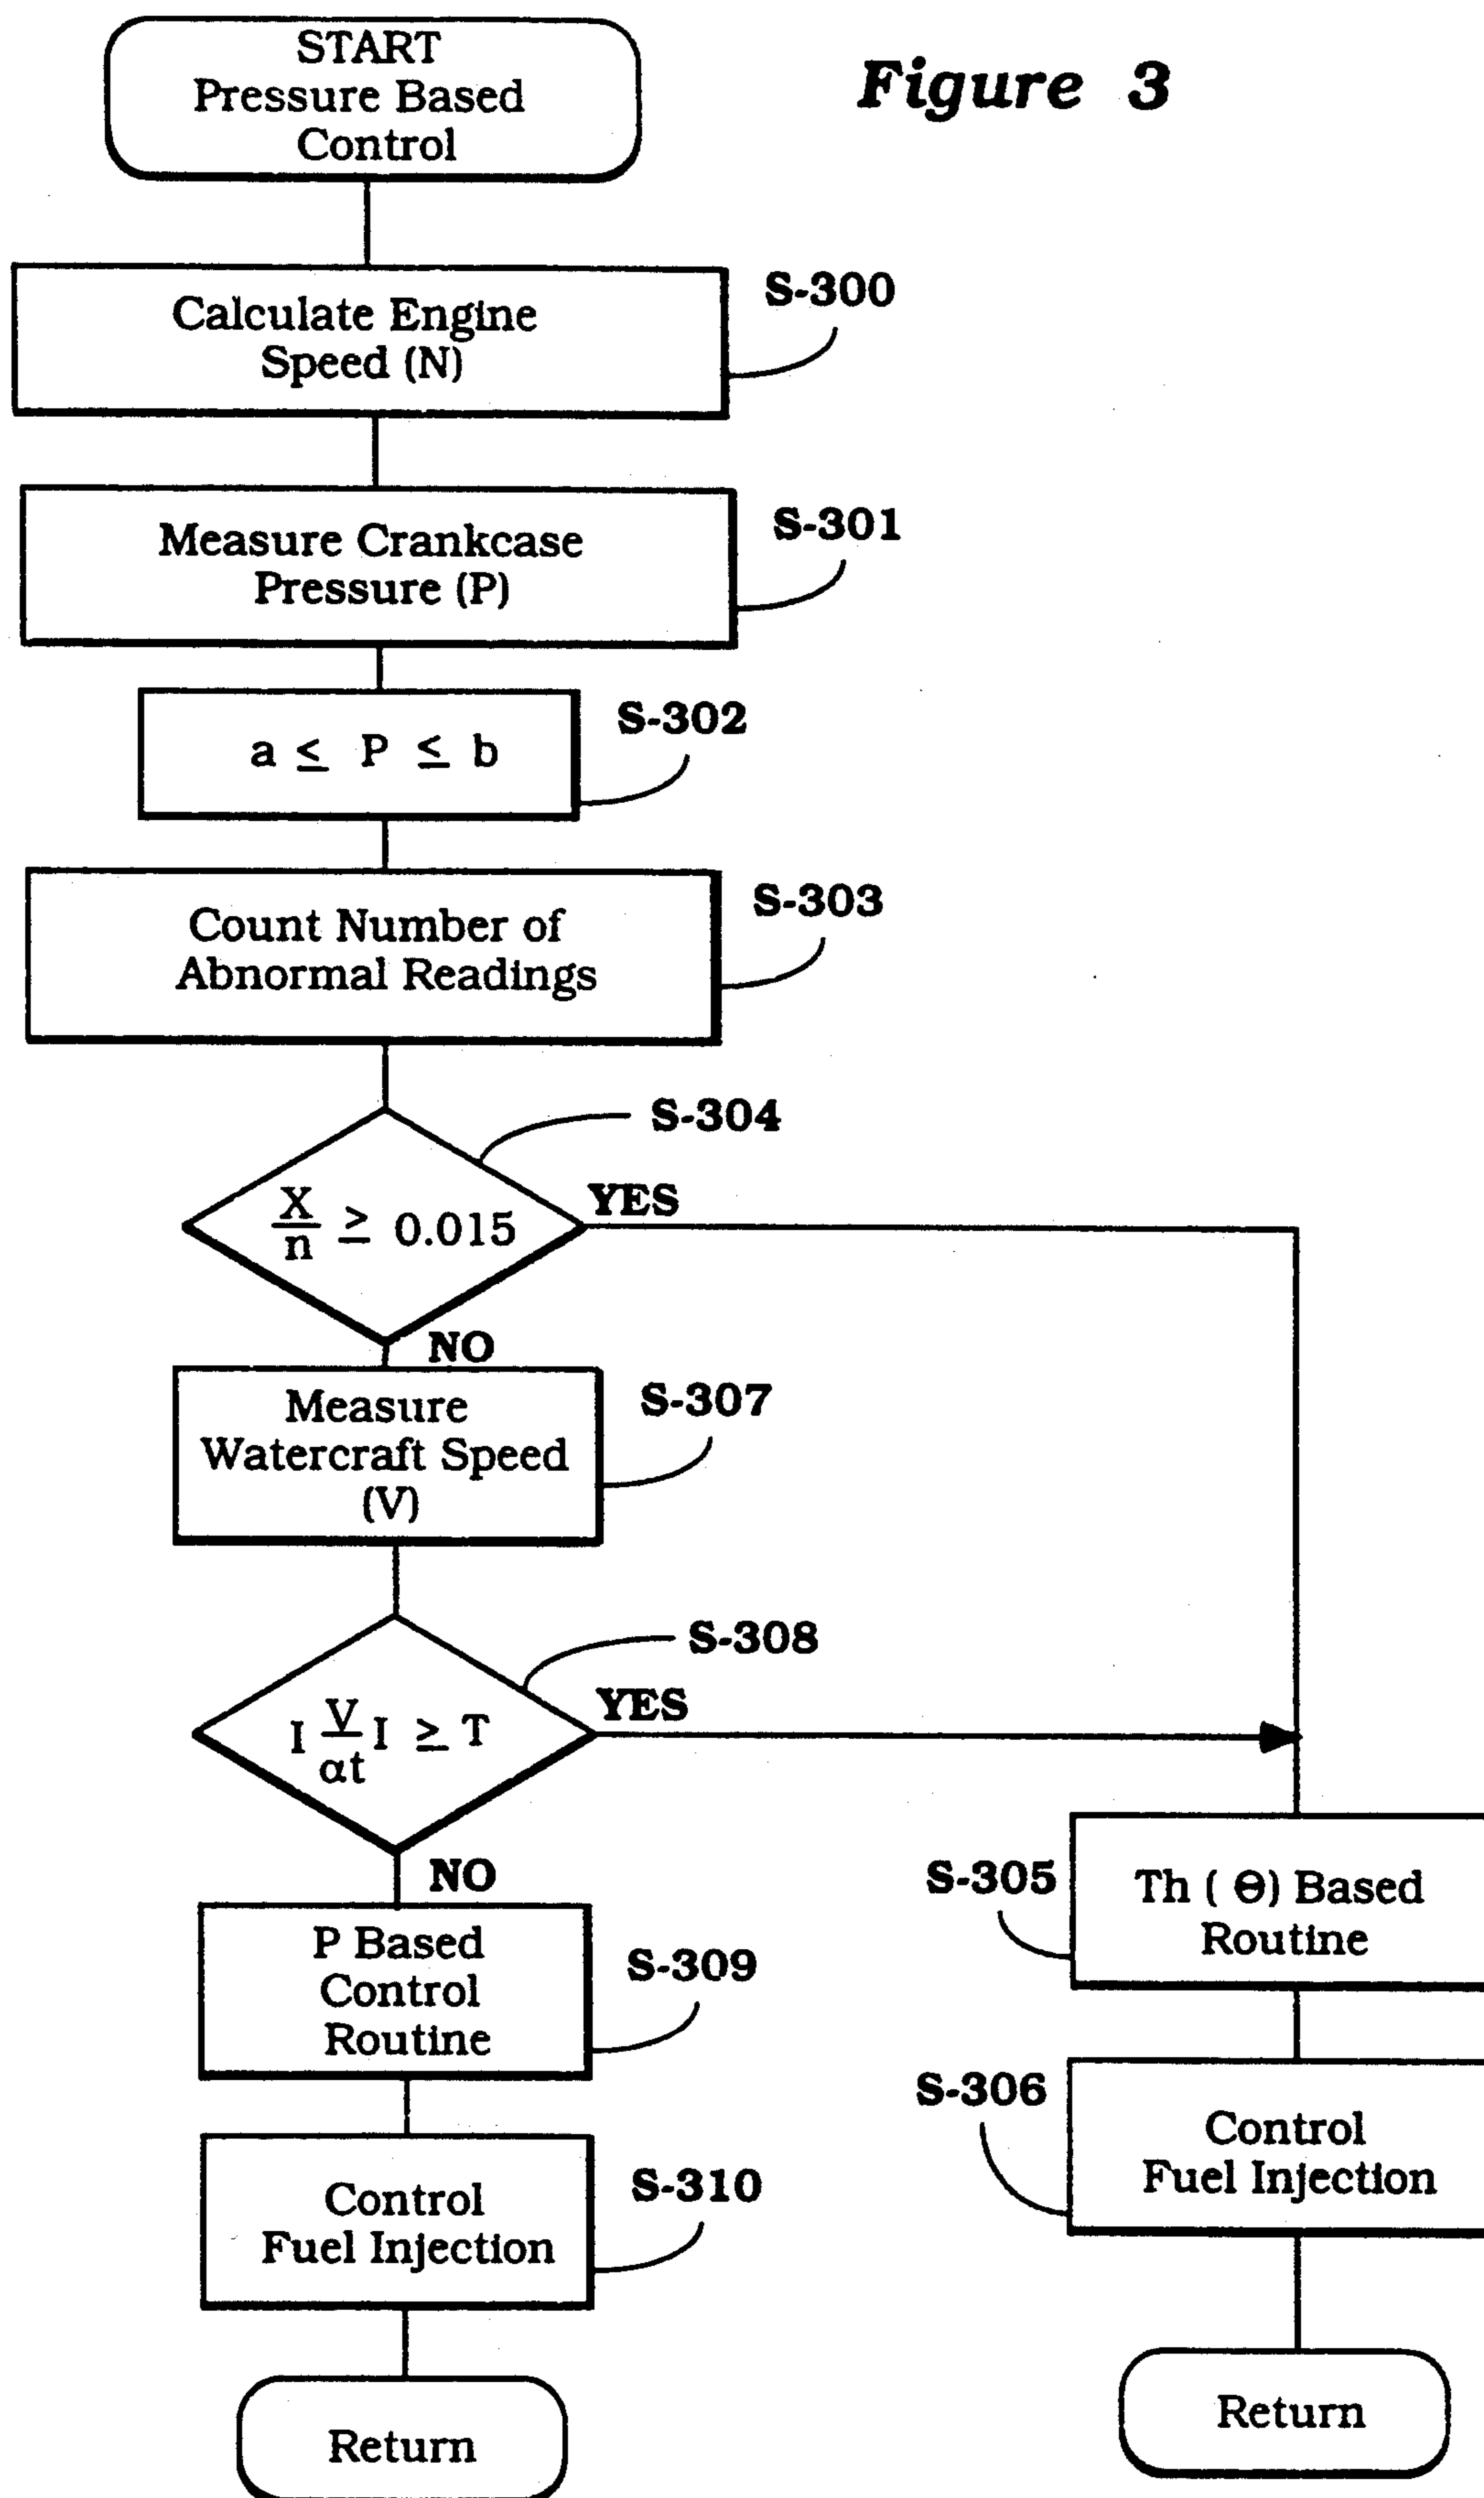 START
Pressure Based
Control
Figure 3
Calculate Engine
Speed (N)
S-300
Measure Crankcase
Pressure (P)
S-301
a ≤ P ≤ b
S-302
Count Number of
Abnormal Readings
S-303
S-304
X
n
≥ 0.015
YES
NO
Measure
Watercraft Speed
(V)
S-307
S-308
I V I ≥ T
αt
YES
NO
P Based
Control
Routine
S-309
S-305
Th ( Θ) Based
Routine
S-306
Control
Fuel Injection
Control
Fuel Injection
S-310
Return
Return